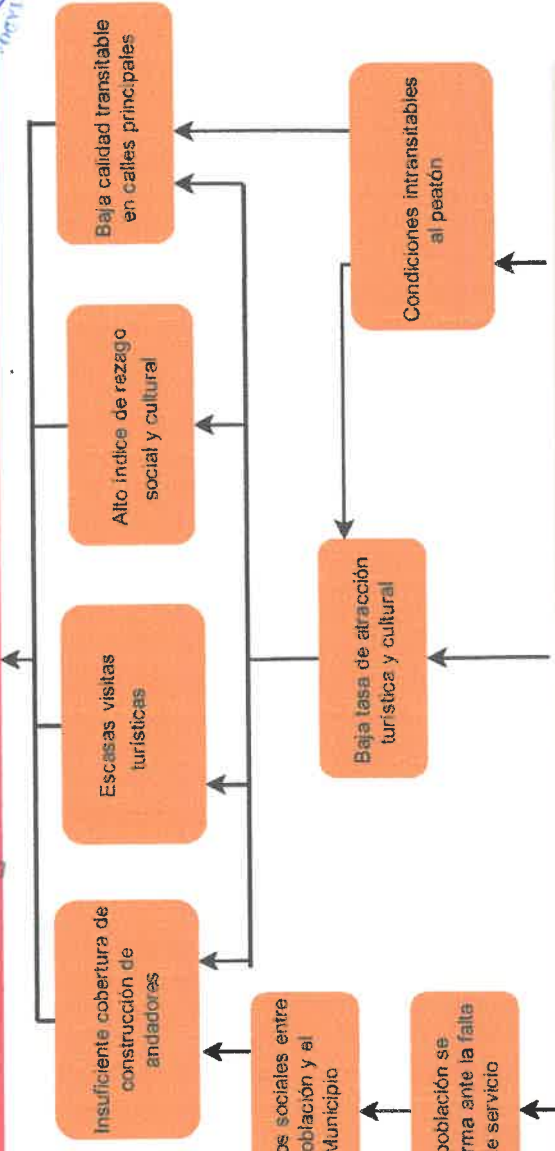 Insuficiente cobertura de
construcción de
andadores
Escasas visitas
turísticas
Alto índice de rezago
social y cultural
Baja calidad transitable
en calles principales
os sociales entre
oblación y el
Municipio
Baja tasa de atracción
turística y cultural
Condiciones intransitables
al peatón
población se
rma ante la falta
e servicio